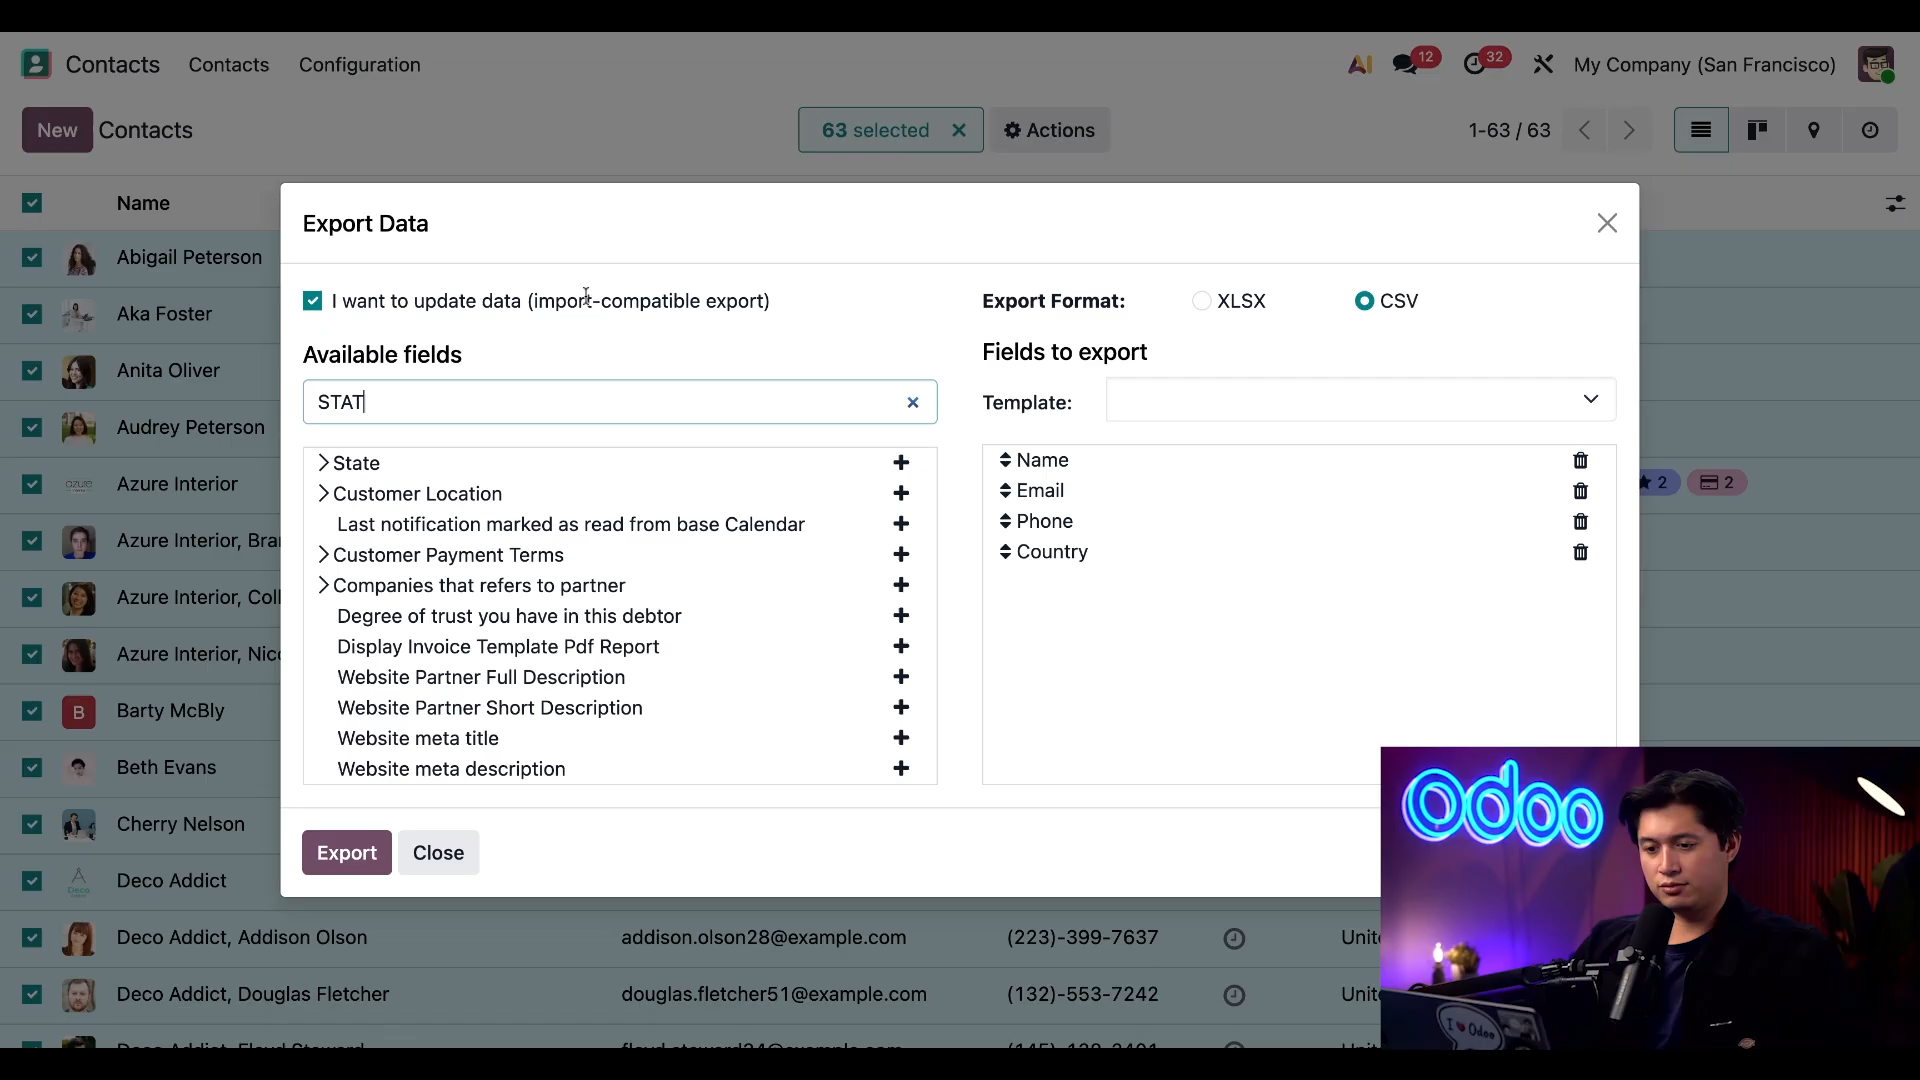 Contacts Contacts Configuration AI 12 32 My Company (San Francisco)
New Contacts 63 selected Actions 1-63 / 63
Name
Export Data
I want to update data (import-compatible export) Export Format: XLSX CSV
Available fields Fields to export
STAT Template:
State
Customer Location
Last notification marked as read from base Calendar
Customer Payment Terms
Companies that refers to partner
Degree of trust you have in this debtor
Display Invoice Template Pdf Report
Website Partner Full Description
Website Partner Short Description
Website meta title
Website meta description
Name
Email
Phone
Country
Export Close
Abigail Peterson
Aka Foster
Anita Oliver
Audrey Peterson
azure Azure Interior 2 2
Azure Interior, Bra
Azure Interior, Coll
Azure Interior, Nico
B Barty McBly
Beth Evans
Cherry Nelson
Deco Deco Addict
Deco Addict, Addison Olson addison.olson28@example.com (223)-399-7637 Unit
Deco Addict, Douglas Fletcher douglas.fletcher51@example.com (132)-553-7242 Unit
odoo
I Odoo